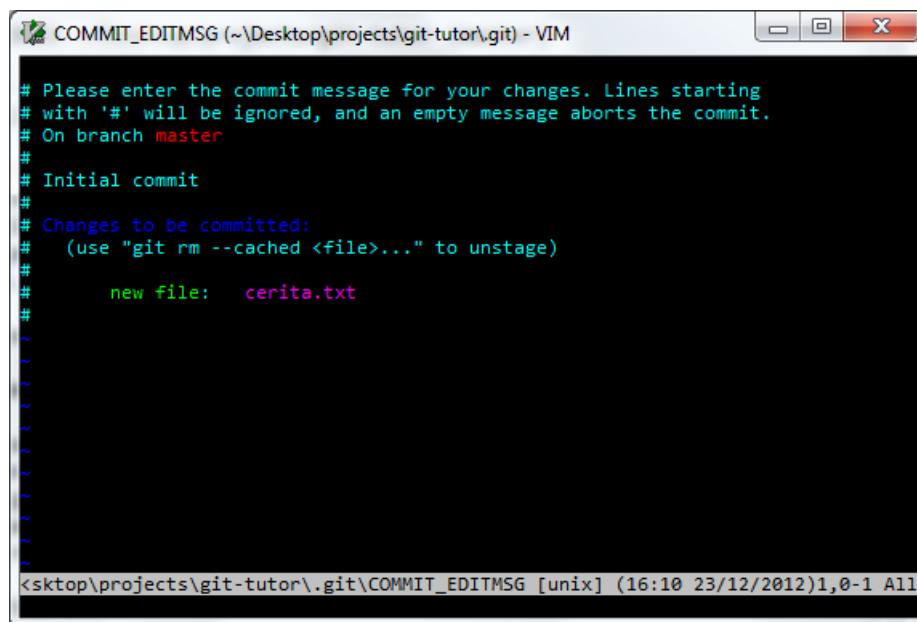 COMMIT_EDITMSG (~\Desktop\projects\git-tutor\.git) - VIM
# Please enter the commit message for your changes. Lines starting
# with '#' will be ignored, and an empty message aborts the commit.
# On branch master
#
# Initial commit
#
# Changes to be committed:
#   (use "git rm --cached <file>..." to unstage)
#
#       new file:   cerita.txt
#
~
~
~
~
~
~
~
~
~
~
~
<sktop\projects\git-tutor\.git\COMMIT_EDITMSG [unix] (16:10 23/12/2012)1,0-1 All